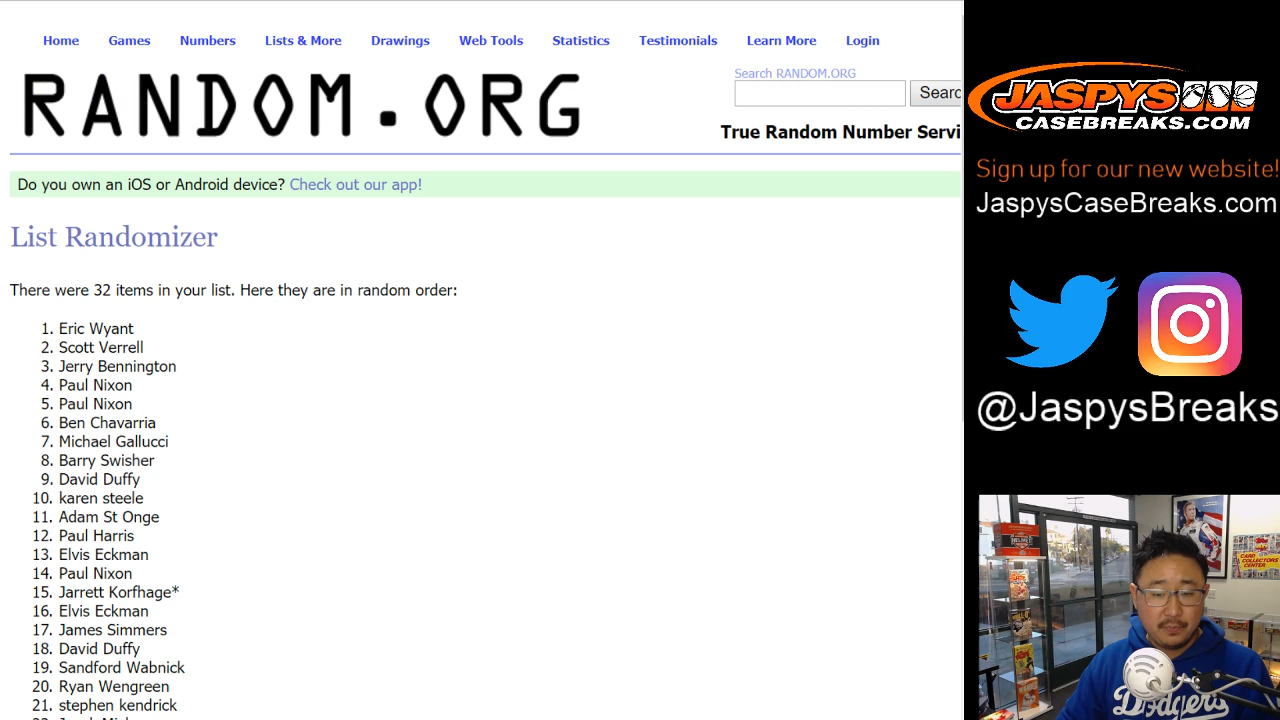 Home Games Numbers Lists & More Drawings Web Tools Statistics Testimonials Learn More Login
RANDOM.ORG
Search RANDOM.ORG
Searc
True Random Number Servi
Do you own an iOS or Android device? Check out our app!
List Randomizer
There were 32 items in your list. Here they are in random order:
1. Eric Wyant
2. Scott Verrell
3. Jerry Bennington
4. Paul Nixon
5. Paul Nixon
6. Ben Chavarria
7. Michael Gallucci
8. Barry Swisher
9. David Duffy
10. karen steele
11. Adam St Onge
12. Paul Harris
13. Elvis Eckman
14. Paul Nixon
15. Jarrett Korfhage*
16. Elvis Eckman
17. James Simmers
18. David Duffy
19. Sandford Wabnick
20. Ryan Wengreen
21. stephen kendrick
JASPYS
CASEBREAKS.COM
Sign up for our new website!
JaspysCaseBreaks.com
@JaspysBreaks
HELMET
topps
CARD
COLLECTORS
CENTER
Dodgers